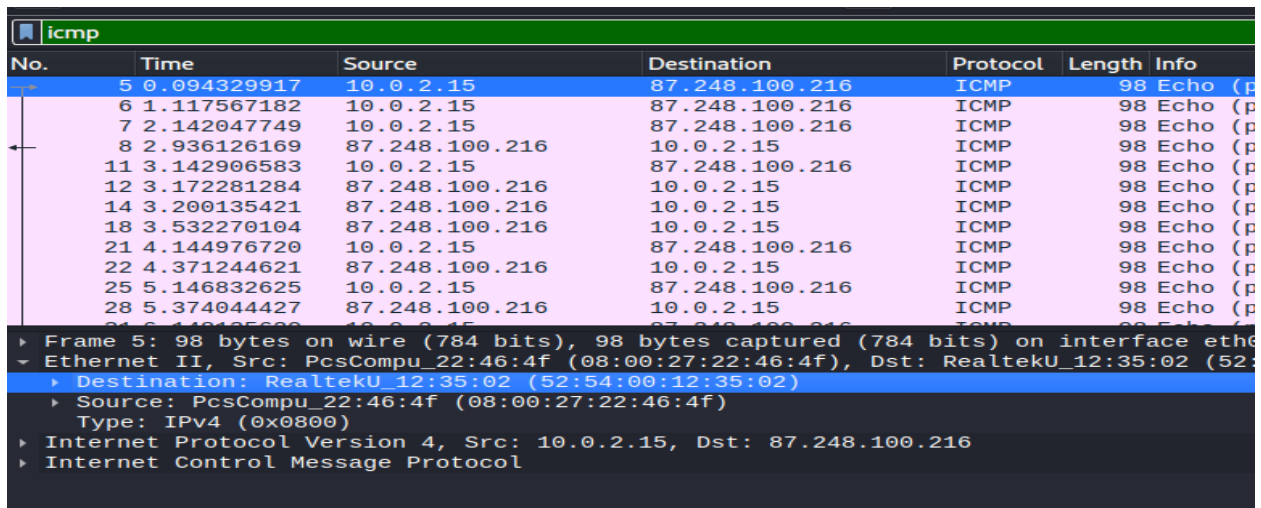 icmp
No. Time Source Destination Protocol Length Info
5 0.094329917 10.0.2.15 87.248.100.216 ICMP 98 Echo (p
6 1.117567182 10.0.2.15 87.248.100.216 ICMP 98 Echo (p
7 2.142047749 10.0.2.15 87.248.100.216 ICMP 98 Echo (p
8 2.936126169 87.248.100.216 10.0.2.15 ICMP 98 Echo (p
11 3.142906583 10.0.2.15 87.248.100.216 ICMP 98 Echo (p
12 3.172281284 87.248.100.216 10.0.2.15 ICMP 98 Echo (p
14 3.200135421 87.248.100.216 10.0.2.15 ICMP 98 Echo (p
18 3.532270104 87.248.100.216 10.0.2.15 ICMP 98 Echo (p
21 4.144976720 10.0.2.15 87.248.100.216 ICMP 98 Echo (p
22 4.371244621 87.248.100.216 10.0.2.15 ICMP 98 Echo (p
25 5.146832625 10.0.2.15 87.248.100.216 ICMP 98 Echo (p
28 5.374044427 87.248.100.216 10.0.2.15 ICMP 98 Echo (p
Frame 5: 98 bytes on wire (784 bits), 98 bytes captured (784 bits) on interface eth0
Ethernet II, Src: PcsCompu_22:46:4f (08:00:27:22:46:4f), Dst: RealtekU_12:35:02 (52:
Destination: RealtekU_12:35:02 (52:54:00:12:35:02)
Source: PcsCompu_22:46:4f (08:00:27:22:46:4f)
Type: IPv4 (0x0800)
Internet Protocol Version 4, Src: 10.0.2.15, Dst: 87.248.100.216
Internet Control Message Protocol